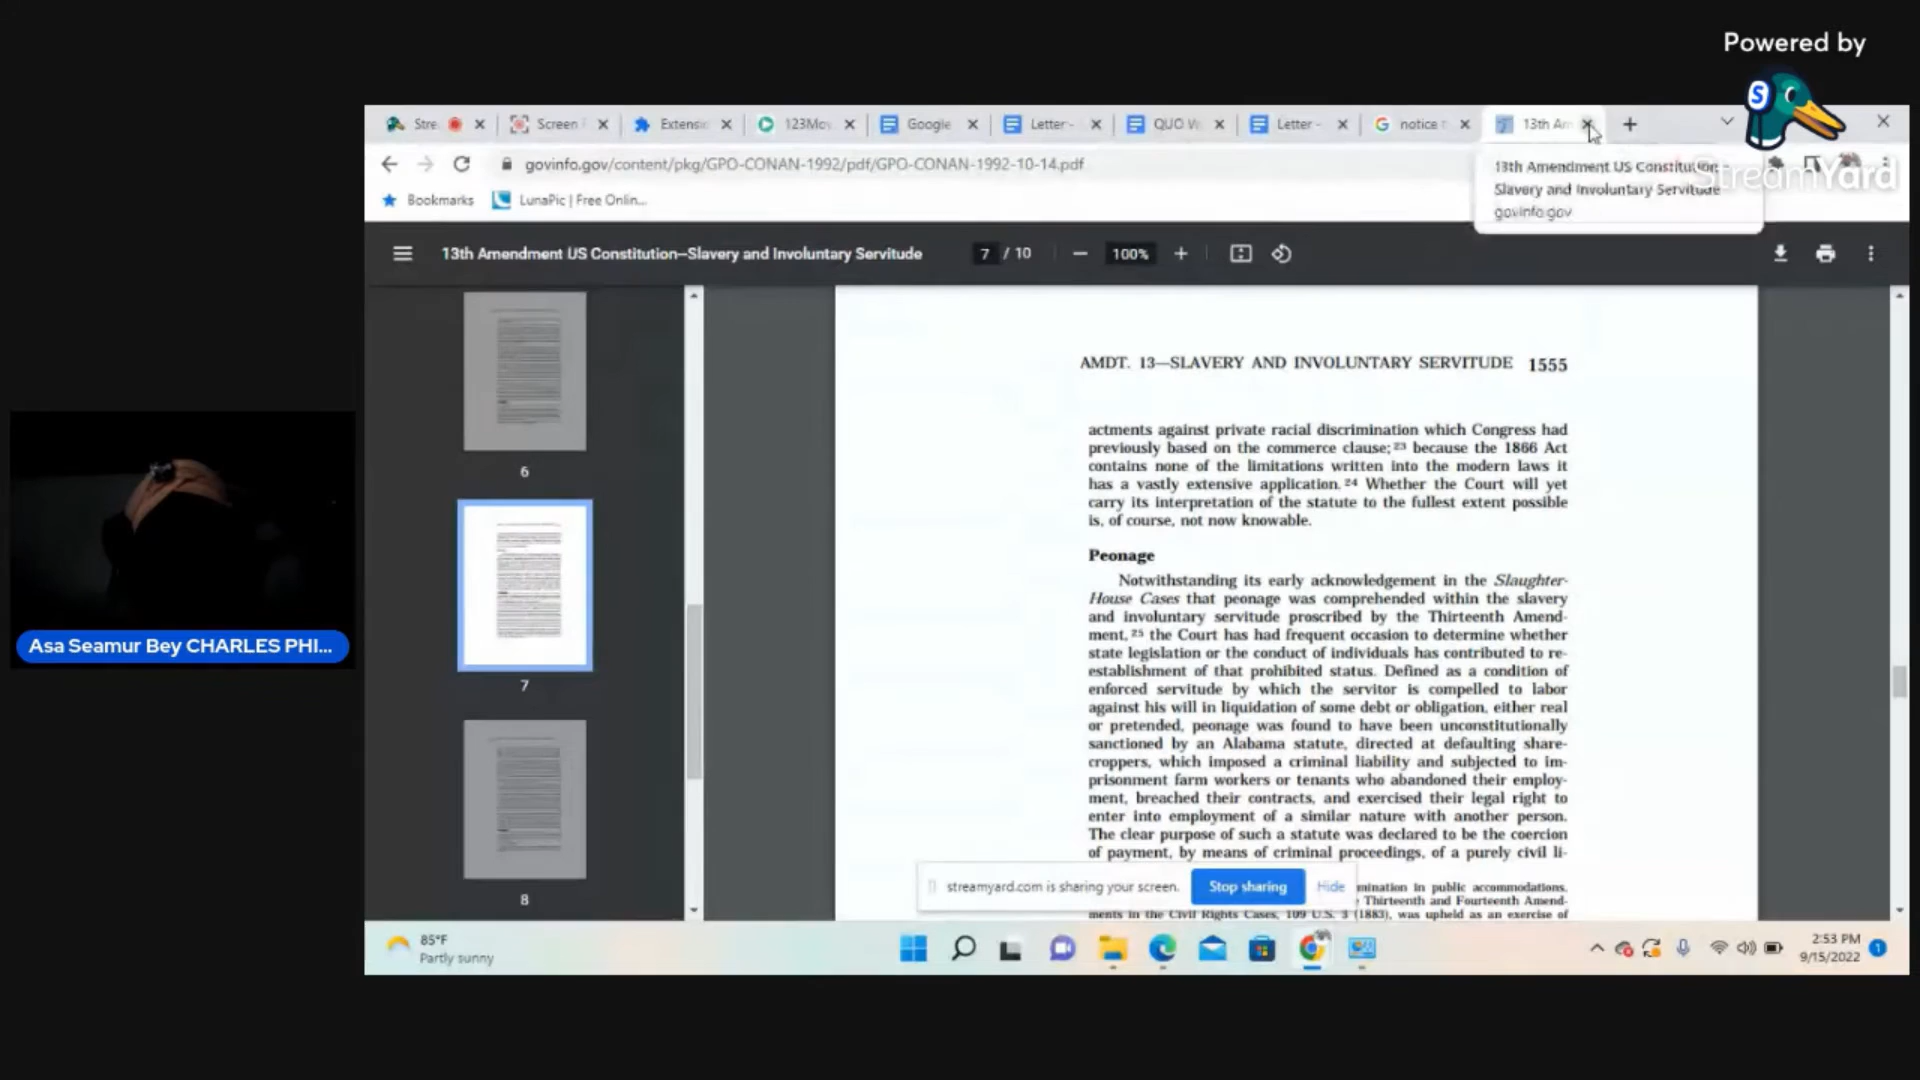 Powered by
StreamYard
Stre
Screen
Extensi
123Mov
Google
Letter -
QUO W
Letter -
notice t
13th Am
govinfo.gov/content/pkg/GPO-CONAN-1992/pdf/GPO-CONAN-1992-10-14.pdf
13th Amendment US Constitution–
Slavery and Involuntary Servitude
govinfo.gov
Bookmarks
LunaPic | Free Onlin...
13th Amendment US Constitution–Slavery and Involuntary Servitude
7 / 10
100%
6
7
8
AMDT. 13—SLAVERY AND INVOLUNTARY SERVITUDE 1555
actments against private racial discrimination which Congress had
previously based on the commerce clause; 23 because the 1866 Act
contains none of the limitations written into the modern laws it
has a vastly extensive application. 24 Whether the Court will yet
carry its interpretation of the statute to the fullest extent possible
is, of course, not now knowable.
Peonage
Notwithstanding its early acknowledgement in the Slaughter-
House Cases that peonage was comprehended within the slavery
and involuntary servitude proscribed by the Thirteenth Amend-
ment, 25 the Court has had frequent occasion to determine whether
state legislation or the conduct of individuals has contributed to re-
establishment of that prohibited status. Defined as a condition of
enforced servitude by which the servitor is compelled to labor
against his will in liquidation of some debt or obligation, either real
or pretended, peonage was found to have been unconstitutionally
sanctioned by an Alabama statute, directed at defaulting share-
croppers, which imposed a criminal liability and subjected to im-
prisonment farm workers or tenants who abandoned their employ-
ment, breached their contracts, and exercised their legal right to
enter into employment of a similar nature with another person.
The clear purpose of such a statute was declared to be the coercion
of payment, by means of criminal proceedings, of a purely civil li-
mination in public accommodations.
Thirteenth and Fourteenth Amend-
ments in the Civil Rights Cases, 109 U.S. 3 (1883), was upheld as an exercise of
streamyard.com is sharing your screen.
Stop sharing
Hide
Asa Seamur Bey CHARLES PHI...
85°F
Partly sunny
2:53 PM
9/15/2022
1